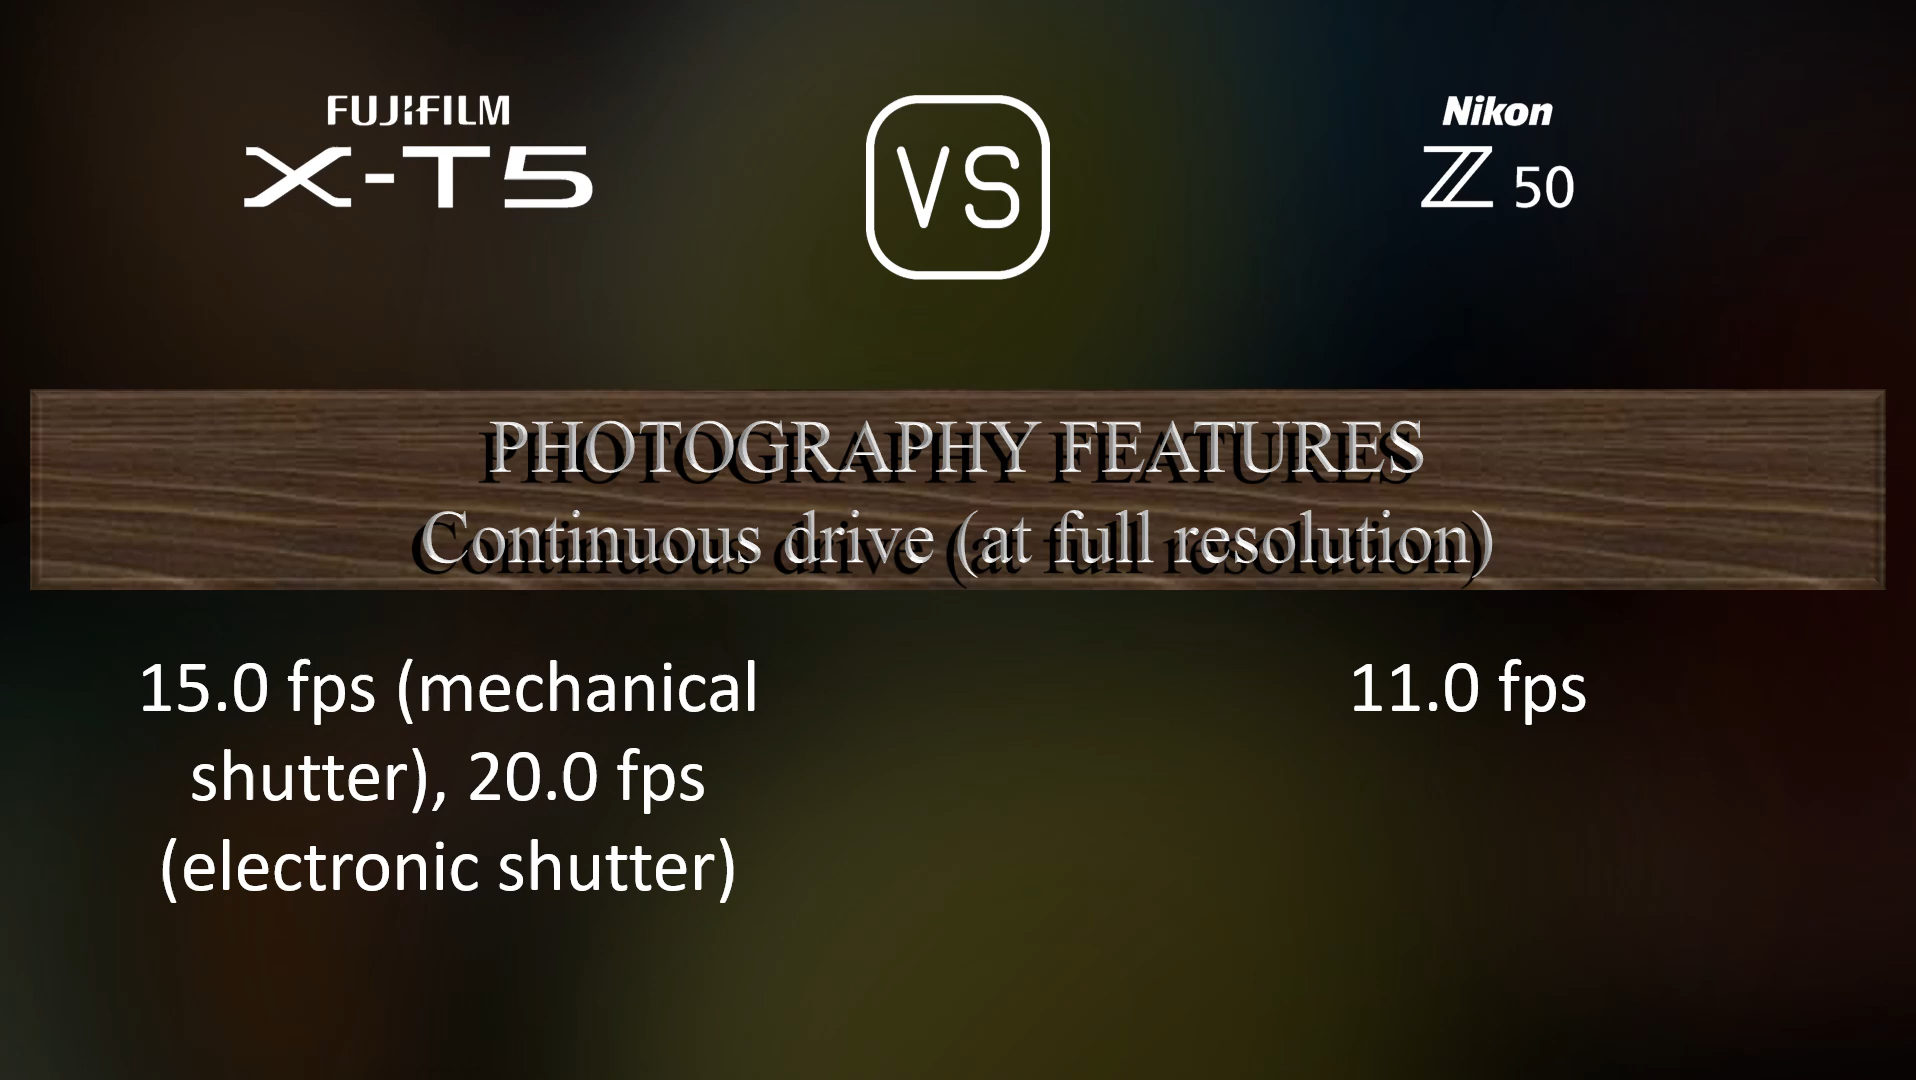 FUJIFILM
X-T5
VS
Nikon
Z 50
PHOTOGRAPHY FEATURES
Continuous drive (at full resolution)
15.0 fps (mechanical
shutter), 20.0 fps
(electronic shutter)
11.0 fps